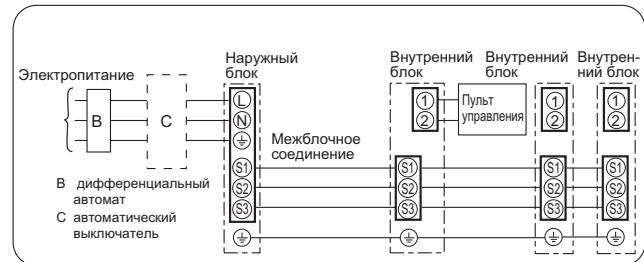 Электропитание
B
C
B дифференциальный
автомат
C автоматический
выключатель
Наружный
блок
L
N
S1
S2
S3
Межблочное
соединение
Внутренний
блок
1
2
S1
S2
S3
Пульт
управления
Внутренний
блок
1
2
S1
S2
S3
Внутрен-
ний блок
1
2
S1
S2
S3